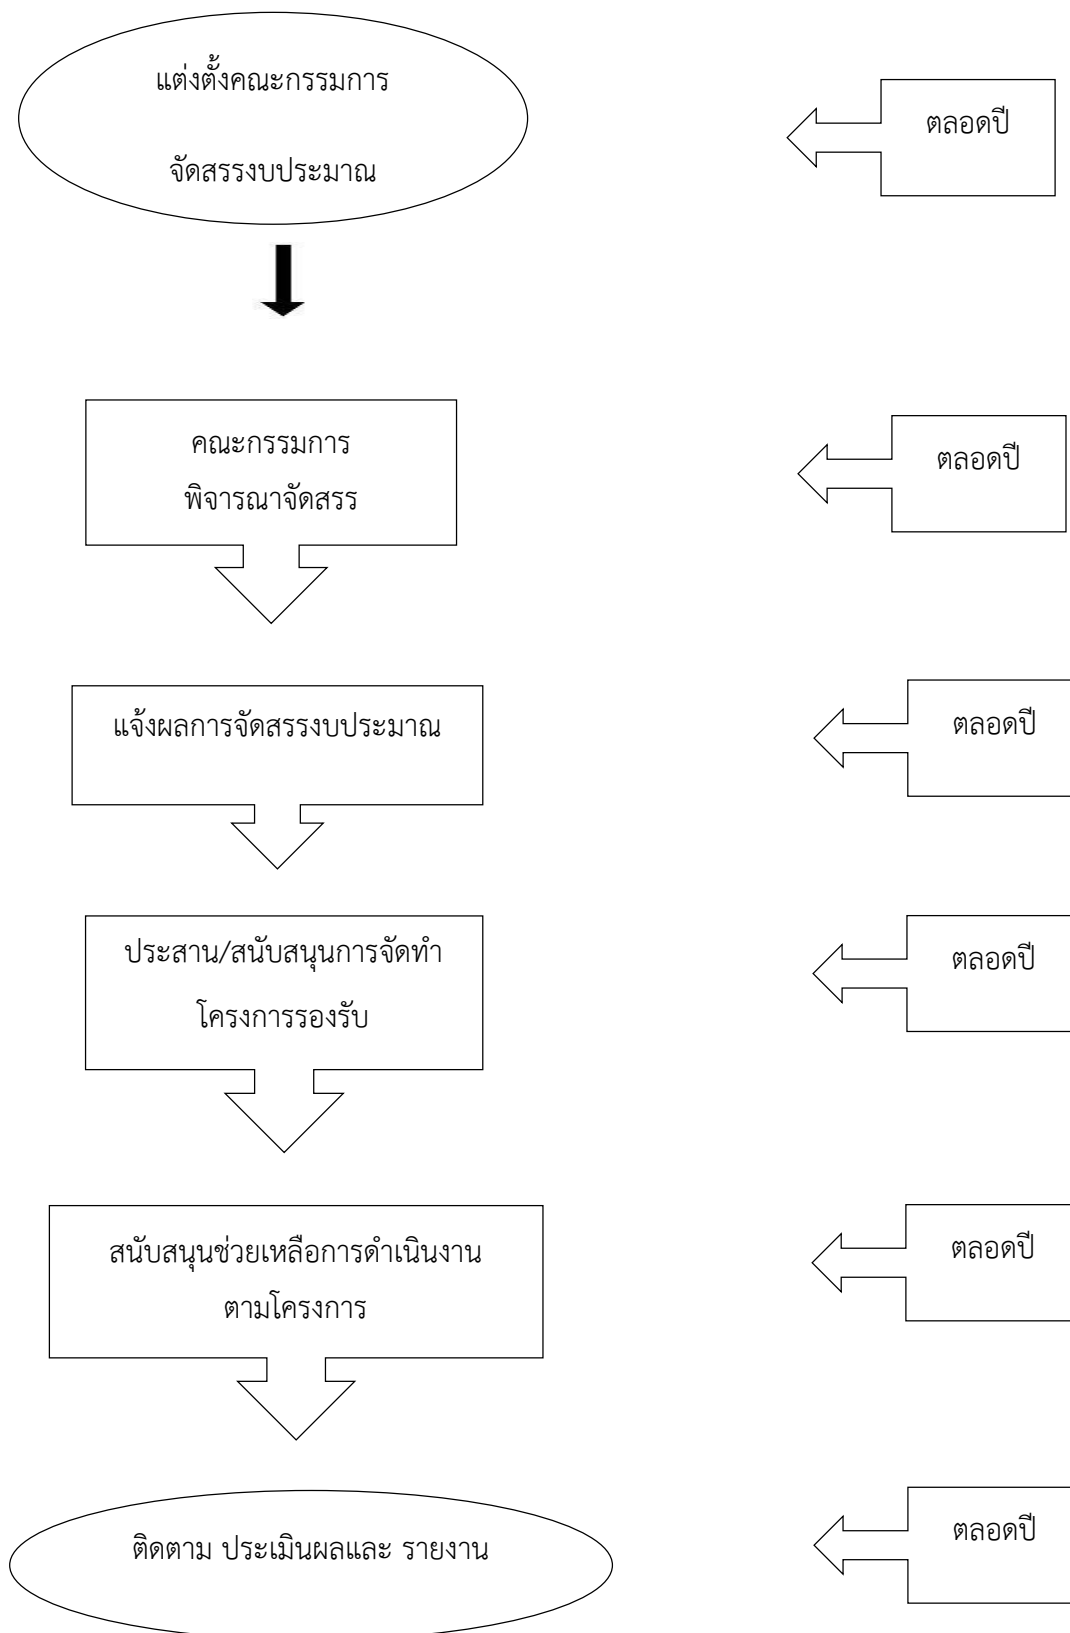 แต่งตั้งคณะกรรมการ
จัดสรรงบประมาณ
ตลอดปี
คณะกรรมการ
พิจารณาจัดสรร
ตลอดปี
แจ้งผลการจัดสรรงบประมาณ
ตลอดปี
ประสาน/สนับสนุนการจัดทำ
โครงการรองรับ
ตลอดปี
สนับสนุนช่วยเหลือการดำเนินงาน
ตามโครงการ
ตลอดปี
ติดตาม ประเมินผลและ รายงาน
ตลอดปี